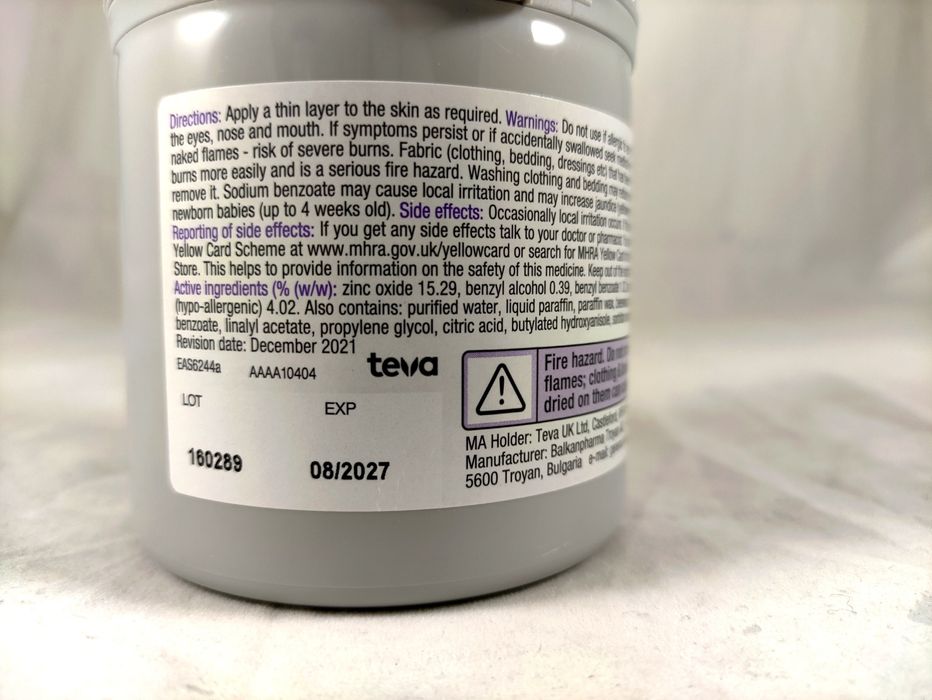 Directions: Apply a thin layer to the skin as required. Warnings: Do not use if
the eyes, nose and mouth. If symptoms persist or if accidentally swallowed seek
naked flames - risk of severe burns. Fabric (clothing, bedding, dressings etc) that
burns more easily and is a serious fire hazard. Washing clothing and bedding may
remove it. Sodium benzoate may cause local irritation and may increase jaundice
newborn babies (up to 4 weeks old). Side effects: Occasionally local irritation
Reporting of side effects: If you get any side effects talk to your doctor or
Yellow Card Scheme at www.mhra.gov.uk/yellowcard or search for MHRA Yellow
Store. This helps to provide information on the safety of this medicine. Keep out of
Active ingredients (% (w/w): zinc oxide 15.29, benzyl alcohol 0.39, benzyl benzoate
(hypo-allergenic) 4.02. Also contains: purified water, liquid paraffin, paraffin wax,
benzoate, linalyl acetate, propylene glycol, citric acid, butylated hydroxyanisole,
Revision date: December 2021
EAS6244a AAAA10404 teva
Fire hazard. Do
flames; clothing
dried on them
LOT EXP
160289 08/2027
MA Holder: Teva UK Ltd, Castleford,
Manufacturer: Balkanpharma,
5600 Troyan, Bulgaria e-mail: